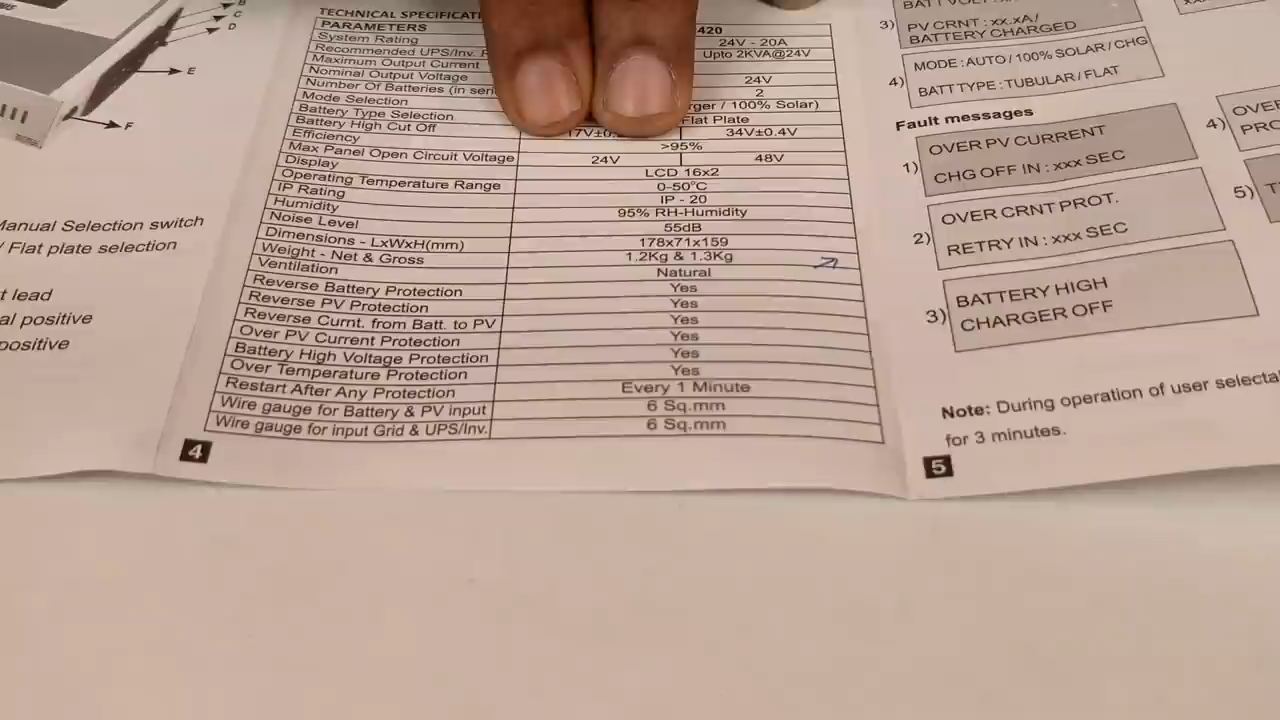 B
C
D
E
F
Manual Selection switch
/ Flat plate selection
t lead
al positive
positive
TECHNICAL SPECIFICATI
PARAMETERS 420
System Rating 24V - 20A
Recommended UPS/Inv. Upto 2KVA@24V
Maximum Output Current
Nominal Output Voltage 24V
Number Of Batteries (in seri 2
Mode Selection rger / 100% Solar)
Battery Type Selection Flat Plate
Battery High Cut Off 17V±0. 34V±0.4V
Efficiency >95%
Max Panel Open Circuit Voltage 24V 48V
Display LCD 16x2
Operating Temperature Range 0-50°C
IP Rating IP - 20
Humidity 95% RH-Humidity
Noise Level 55dB
Dimensions - LxWxH(mm) 178x71x159
Weight - Net & Gross 1.2Kg & 1.3Kg
Ventilation Natural
Reverse Battery Protection Yes
Reverse PV Protection Yes
Reverse Curnt. from Batt. to PV Yes
Over PV Current Protection Yes
Battery High Voltage Protection Yes
Over Temperature Protection Yes
Restart After Any Protection Every 1 Minute
Wire gauge for Battery & PV input 6 Sq.mm
Wire gauge for input Grid & UPS/Inv. 6 Sq.mm
4
3) PV CRNT : xx.xA/
BATTERY CHARGED
4) MODE : AUTO / 100% SOLAR / CHG
BATT TYPE : TUBULAR / FLAT
Fault messages
1) OVER PV CURRENT
CHG OFF IN : xxx SEC
2) OVER CRNT PROT.
RETRY IN : xxx SEC
3) BATTERY HIGH
CHARGER OFF
4) OVE
PRO
5) T
Note: During operation of user selecta
for 3 minutes.
5